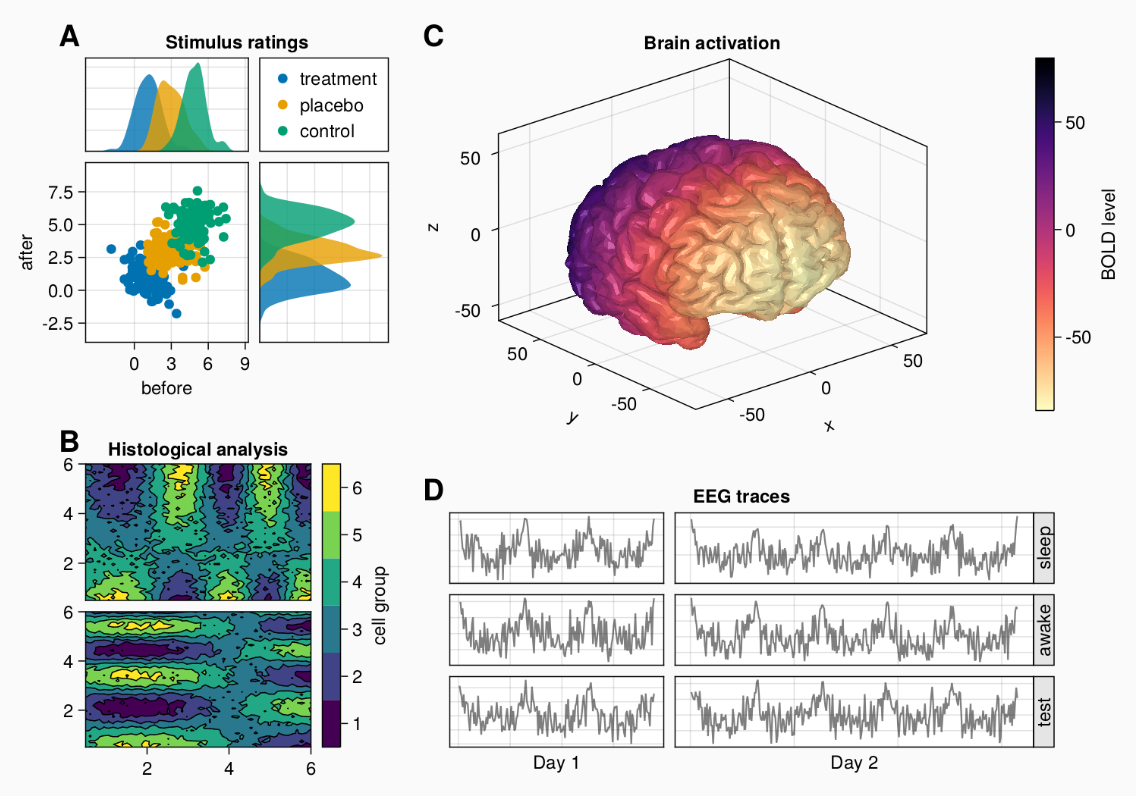 A
Stimulus ratings
treatment
placebo
control
7.5
5.0
2.5
0.0
-2.5
after
0
3
6
9
before
B
Histological analysis
6
4
2
6
4
2
2
4
6
6
5
4
3
2
1
cell group
C
Brain activation
50
0
-50
z
50
0
-50
y
-50
0
50
x
50
0
-50
BOLD level
D
EEG traces
sleep
awake
test
Day 1
Day 2